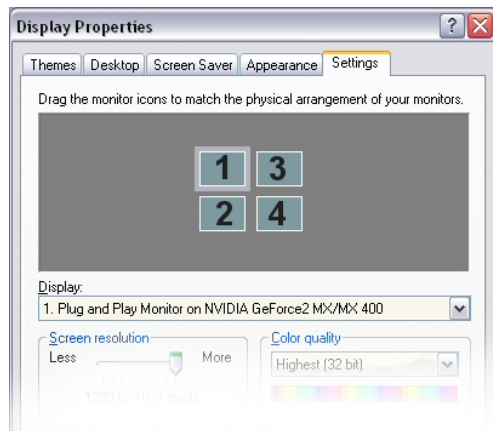 Display Properties
?
X
Themes Desktop Screen Saver Appearance Settings
Drag the monitor icons to match the physical arrangement of your monitors.
1 3
2 4
Display:
1. Plug and Play Monitor on NVIDIA GeForce2 MX/MX 400
Screen resolution
Less More
1280 by 1024 pixels
Color quality
Highest (32 bit)